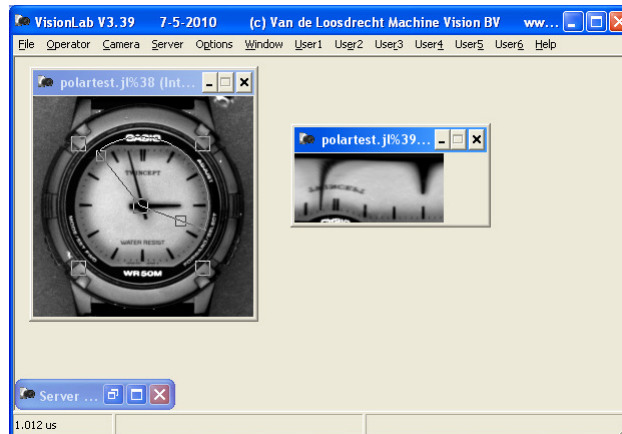 VisionLab V3.39 7-5-2010 (c) Van de Loosdrecht Machine Vision BV ww...
File Operator Camera Server Options Window User1 User2 User3 User4 User5 User6 Help
polartest.jl%38 (Int...
CASIO
TWINCEPT
WATER RESIST
WR 50M
polartest.jl%39...
TWINCEPT
Server ...
1.012 us